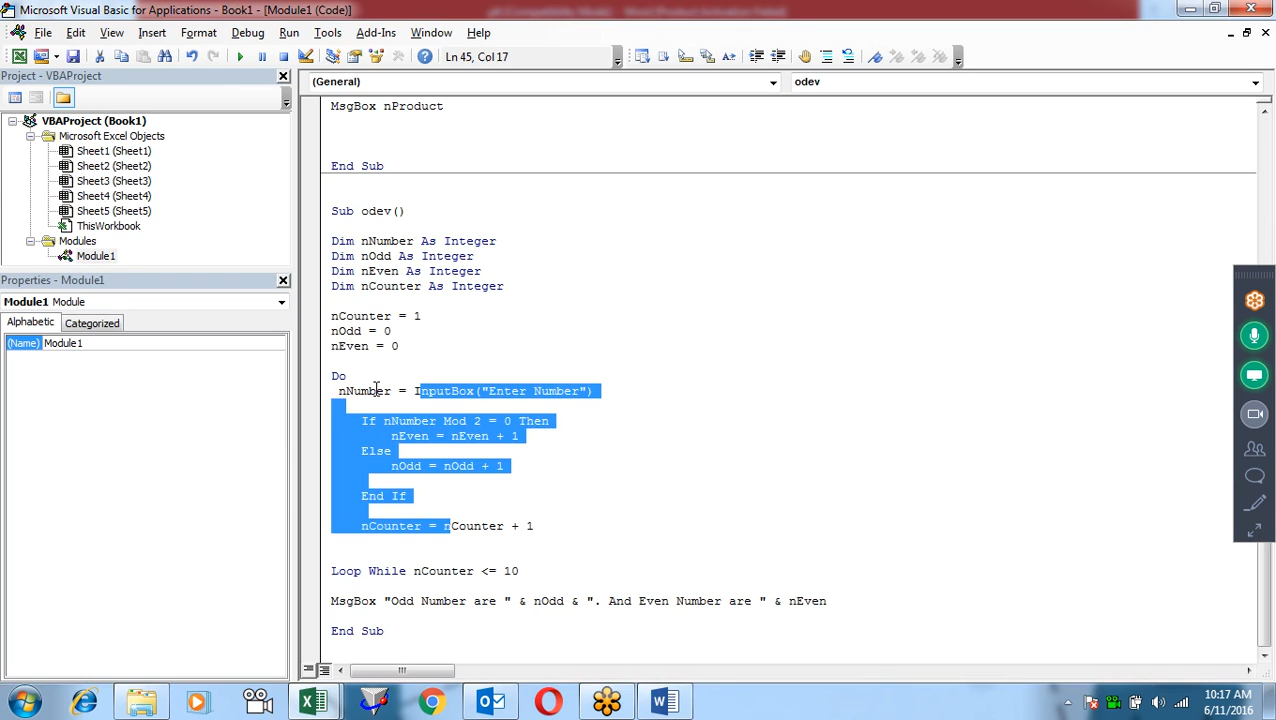 Microsoft Visual Basic for Applications - Book1 - [Module1 (Code)]
File Edit View Insert Format Debug Run Tools Add-Ins Window Help
Ln 45, Col 17
Project - VBAProject
(General)
odev
VBAProject (Book1)
Microsoft Excel Objects
Sheet1 (Sheet1)
Sheet2 (Sheet2)
Sheet3 (Sheet3)
Sheet4 (Sheet4)
Sheet5 (Sheet5)
ThisWorkbook
Modules
Module1
Properties - Module1
Module1 Module
Alphabetic Categorized
(Name) Module1
MsgBox nProduct
End Sub
Sub odev()
Dim nNumber As Integer
Dim nOdd As Integer
Dim nEven As Integer
Dim nCounter As Integer
nCounter = 1
nOdd = 0
nEven = 0
Do
nNumber = InputBox("Enter Number")
If nNumber Mod 2 = 0 Then
nEven = nEven + 1
Else
nOdd = nOdd + 1
End If
nCounter = nCounter + 1
Loop While nCounter <= 10
MsgBox "Odd Number are " & nOdd & ". And Even Number are " & nEven
End Sub
10:17 AM
6/11/2016